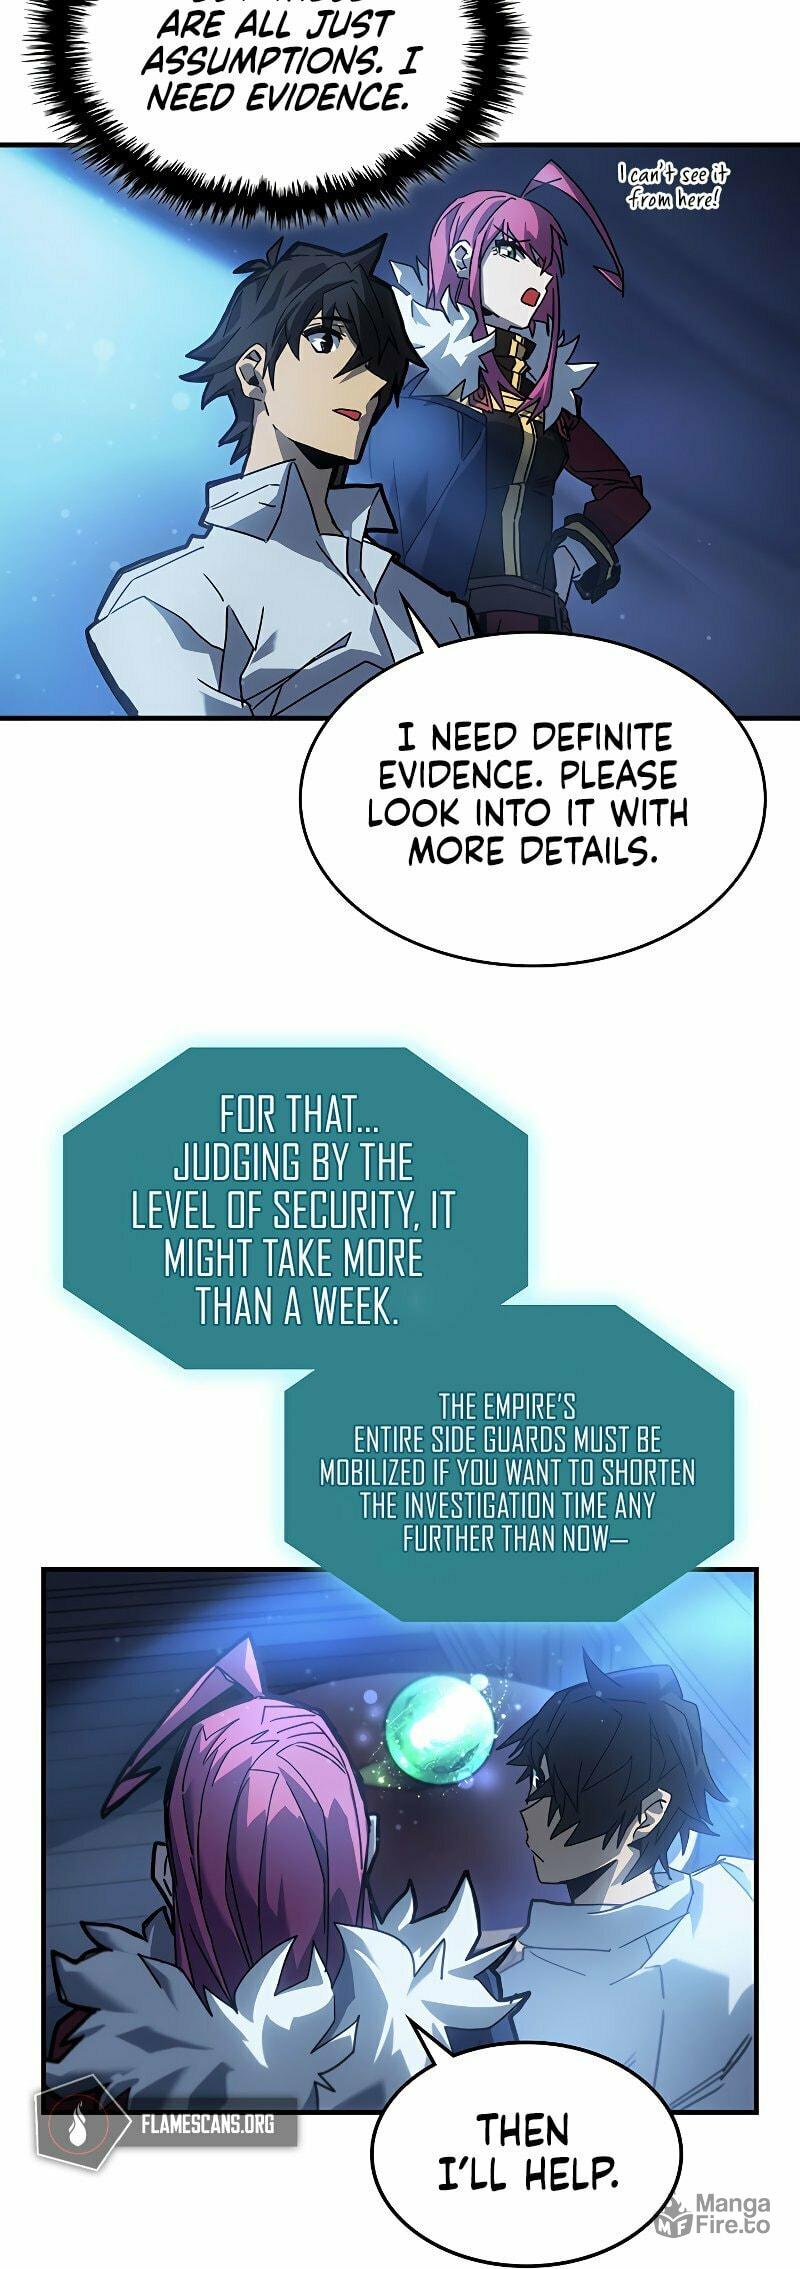 ARE ALL JUST
ASSUMPTIONS. I
NEED EVIDENCE.
I can't see it
from here!
I NEED DEFINITE
EVIDENCE. PLEASE
LOOK INTO IT WITH
MORE DETAILS.
FOR THAT...
JUDGING BY THE
LEVEL OF SECURITY, IT
MIGHT TAKE MORE
THAN A WEEK.
THE EMPIRE'S
ENTIRE SIDE GUARDS MUST BE
MOBILIZED IF YOU WANT TO SHORTEN
THE INVESTIGATION TIME ANY
FURTHER THAN NOW—
FLAMESCANS.ORG
THEN
I'LL HELP.
Manga
MF Fire.to